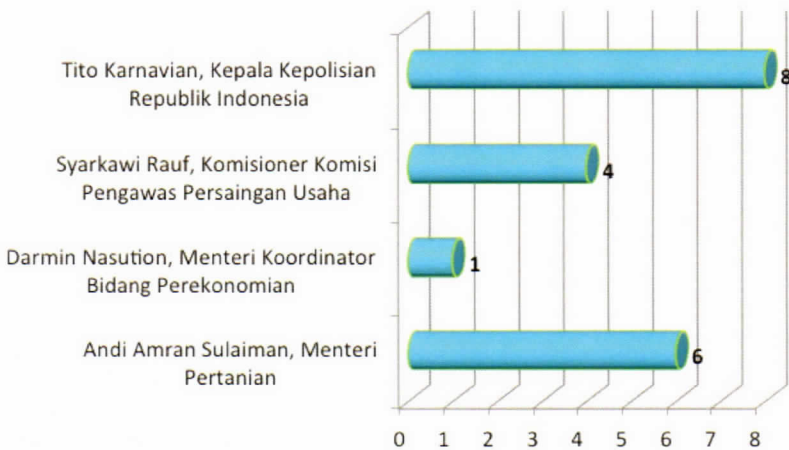 Tito Karnavian, Kepala Kepolisian
Republik Indonesia
8
Syarkawi Rauf, Komisioner Komisi
Pengawas Persaingan Usaha
4
Darmin Nasution, Menteri Koordinator
Bidang Perekonomian
1
Andi Amran Sulaiman, Menteri
Pertanian
6
0 1 2 3 4 5 6 7 8